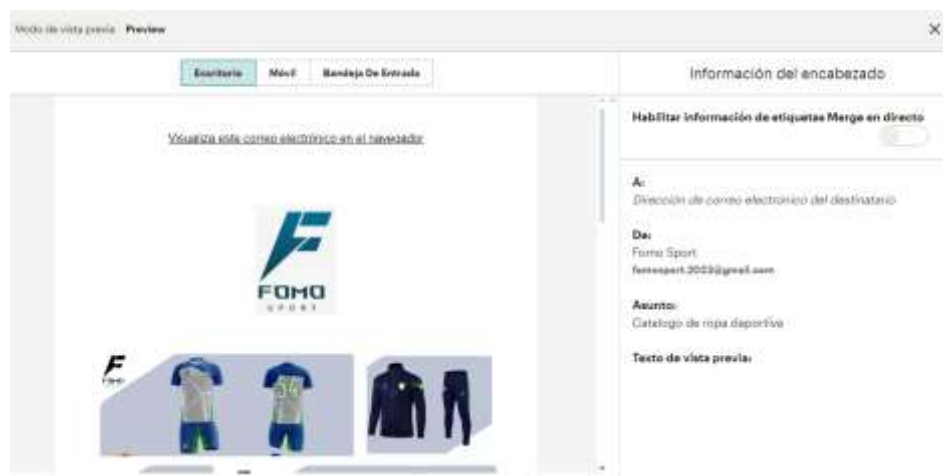 Modo de vista previa Preview
Escritorio Móvil Bandeja De Entrada
Visualiza este correo electrónico en el navegador
FOMO
SPORT
F
FOMO
54
Información del encabezado
Habilitar información de etiquetas Merge en directo
A:
Dirección de correo electrónico del destinatario
De:
Fomo Sport
fomosport.2023@gmail.com
Asunto:
Catalogo de ropa deportiva
Texto de vista previa: